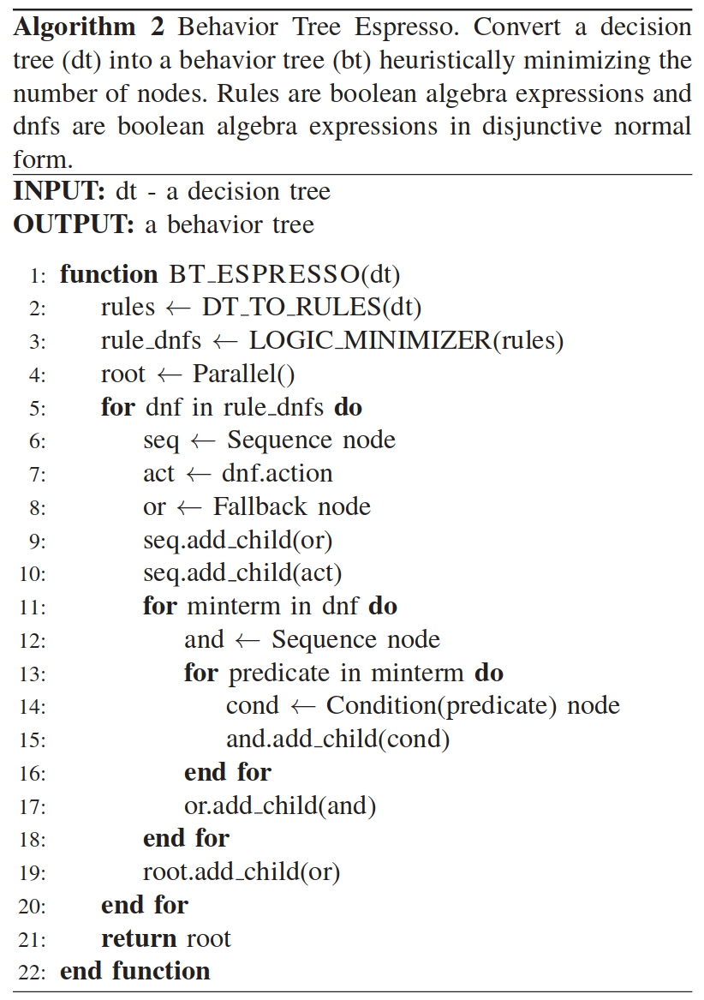 Algorithm 2 Behavior Tree Espresso. Convert a decision
tree (dt) into a behavior tree (bt) heuristically minimizing the
number of nodes. Rules are boolean algebra expressions and
dnfs are boolean algebra expressions in disjunctive normal
form.
INPUT: dt - a decision tree
OUTPUT: a behavior tree
1: function BT_ESPRESSO(dt)
2: rules ← DT_TO_RULES(dt)
3: rule_dnfs ← LOGIC_MINIMIZER(rules)
4: root ← Parallel()
5: for dnf in rule_dnfs do
6: seq ← Sequence node
7: act ← dnf.action
8: or ← Fallback node
9: seq.add_child(or)
10: seq.add_child(act)
11: for minterm in dnf do
12: and ← Sequence node
13: for predicate in minterm do
14: cond ← Condition(predicate) node
15: and.add_child(cond)
16: end for
17: or.add_child(and)
18: end for
19: root.add_child(or)
20: end for
21: return root
22: end function